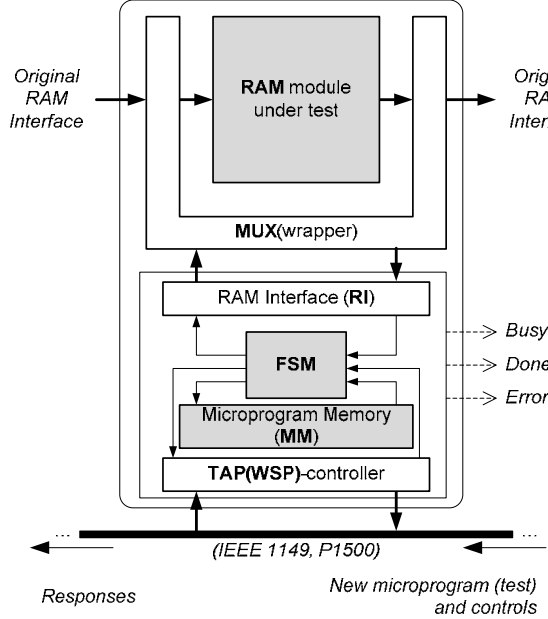 Original
RAM
Interface
RAM module
under test
MUX(wrapper)
RAM Interface (RI)
FSM
Microprogram Memory
(MM)
TAP(WSP)-controller
Busy
Done
Error
...
...
(IEEE 1149, P1500)
Responses
New microprogram (test)
and controls